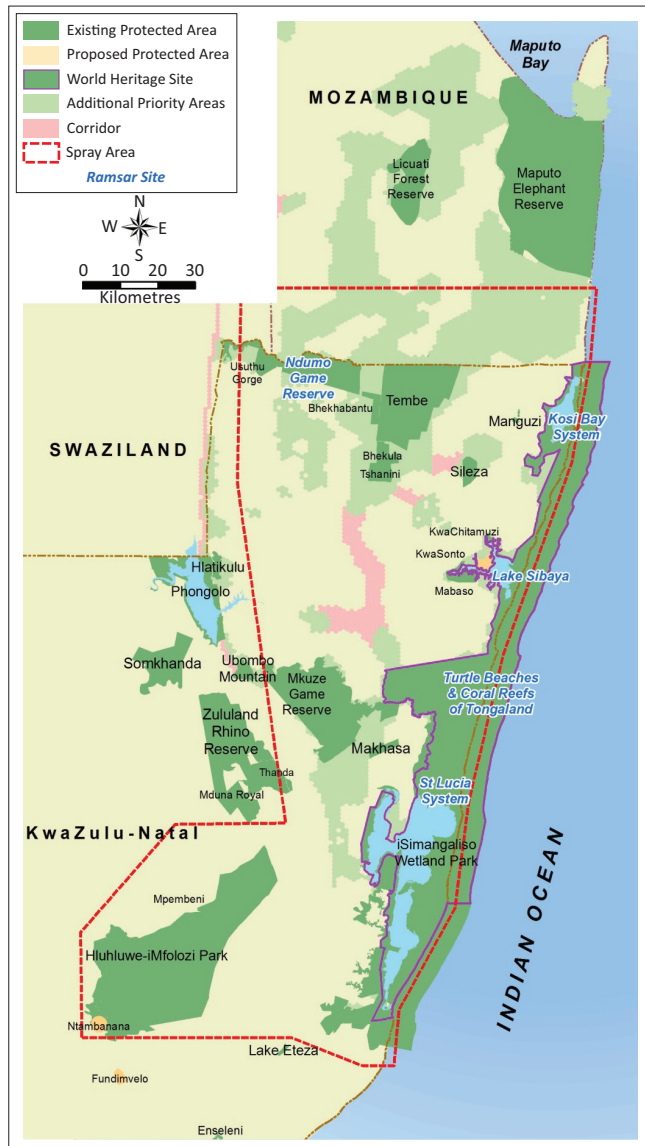 Existing Protected Area
Proposed Protected Area
World Heritage Site
Additional Priority Areas
Corridor
Spray Area
Ramsar Site
N
W
E
S
0 10 20 30
Kilometres
Maputo
Bay
MOZAMBIQUE
Licuati
Forest
Reserve
Maputo
Elephant
Reserve
Usuthu
Gorge
Ndumo
Game
Reserve
Bhekhabantu
Tembe
Manguzi
Kosi Bay
System
SWAZILAND
Bhekula
Tshanini
Sileza
KwaChitamuzi
KwaSonto
Mabaso
Lake Sibaya
Hlatikulu
Phongolo
Somkhanda
Ubombo
Mountain
Mkuze
Game
Reserve
Turtle Beaches
& Coral Reefs
of Tongaland
Zululand
Rhino
Reserve
Makhasa
Thanda
Mduna Royal
St Lucia
System
KwaZulu-Natal
iSimangaliso
Wetland Park
Mpembeni
Hluhluwe-iMfolozi Park
INDIAN OCEAN
Ntambanana
Lake Eteza
Fundimvelo
Enseleni